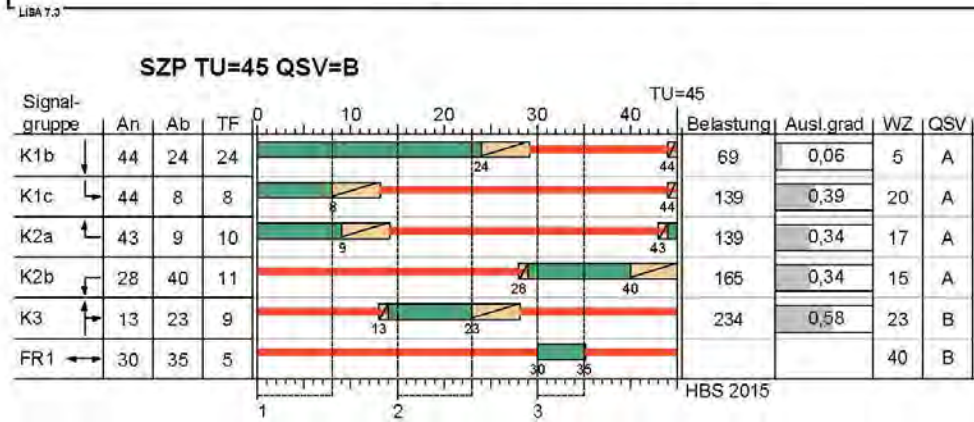 LISA 7.3
SZP TU=45 QSV=B
TU=45
Signal-
gruppe An Ab TF 0 10 20 30 40 Belastung Ausl.grad WZ QSV
K1b 44 24 24 24 44 69 0,06 5 A
K1c 44 8 8 8 44 139 0,39 20 A
K2a 43 9 10 9 43 139 0,34 17 A
K2b 28 40 11 28 40 165 0,34 15 A
K3 13 23 9 13 23 234 0,58 23 B
FR1 30 35 5 30 35 40 B
HBS 2015
1 2 3